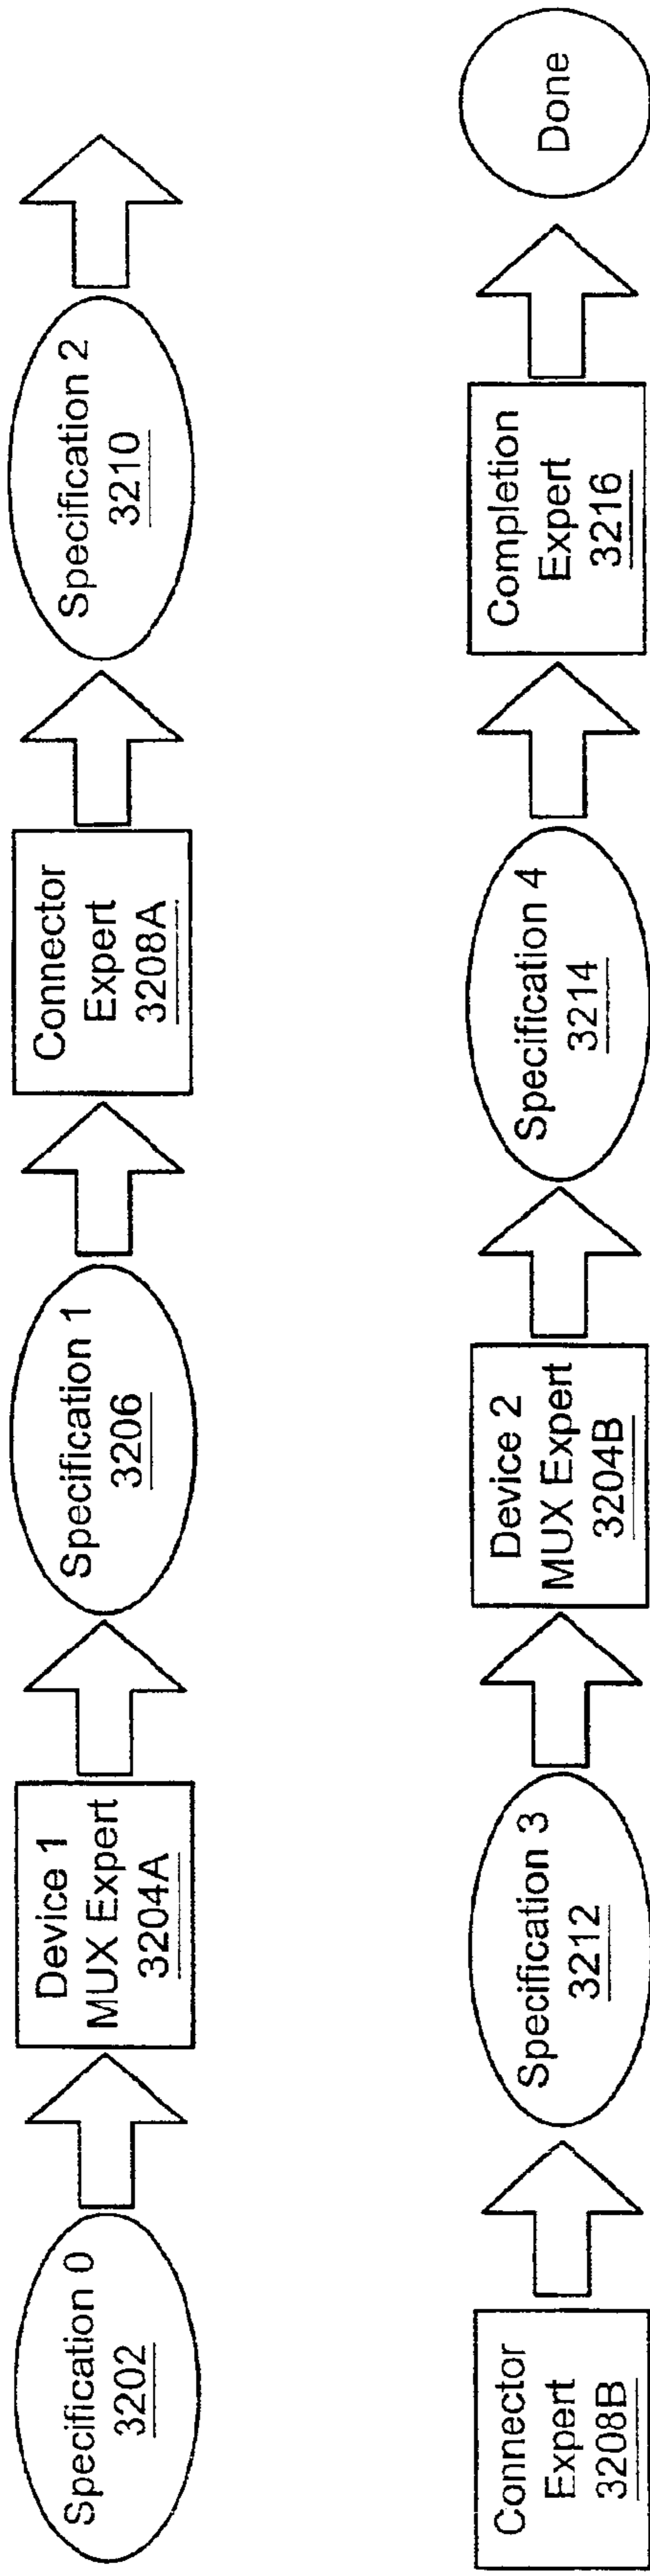 Specification 0
3202
Device 1
MUX Expert
3204A
Specification 1
3206
Connector
Expert
3208A
Specification 2
3210
Connector
Expert
3208B
Specification 3
3212
Device 2
MUX Expert
3204B
Specification 4
3214
Completion
Expert
3216
Done